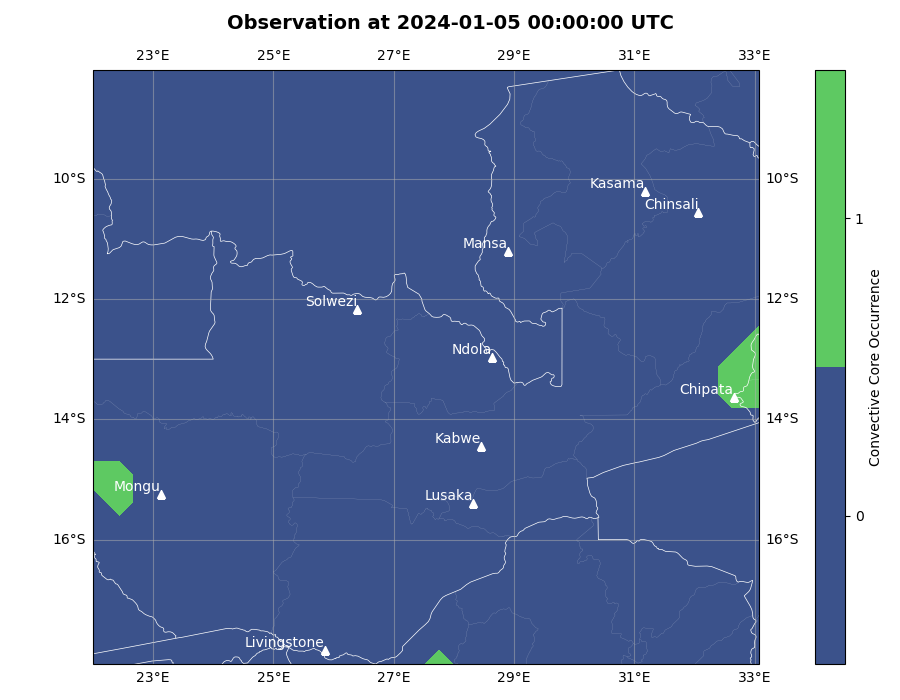 Observation at 2024-01-05 00:00:00 UTC
23°E 25°E 27°E 29°E 31°E 33°E
10°S 10°S
12°S 12°S
14°S 14°S
16°S 16°S
Kasama
Chinsali
Mansa
Solwezi
Ndola
Chipata
Kabwe
Mongu
Lusaka
Livingstone
23°E 25°E 27°E 29°E 31°E 33°E
1
0
Convective Core Occurrence